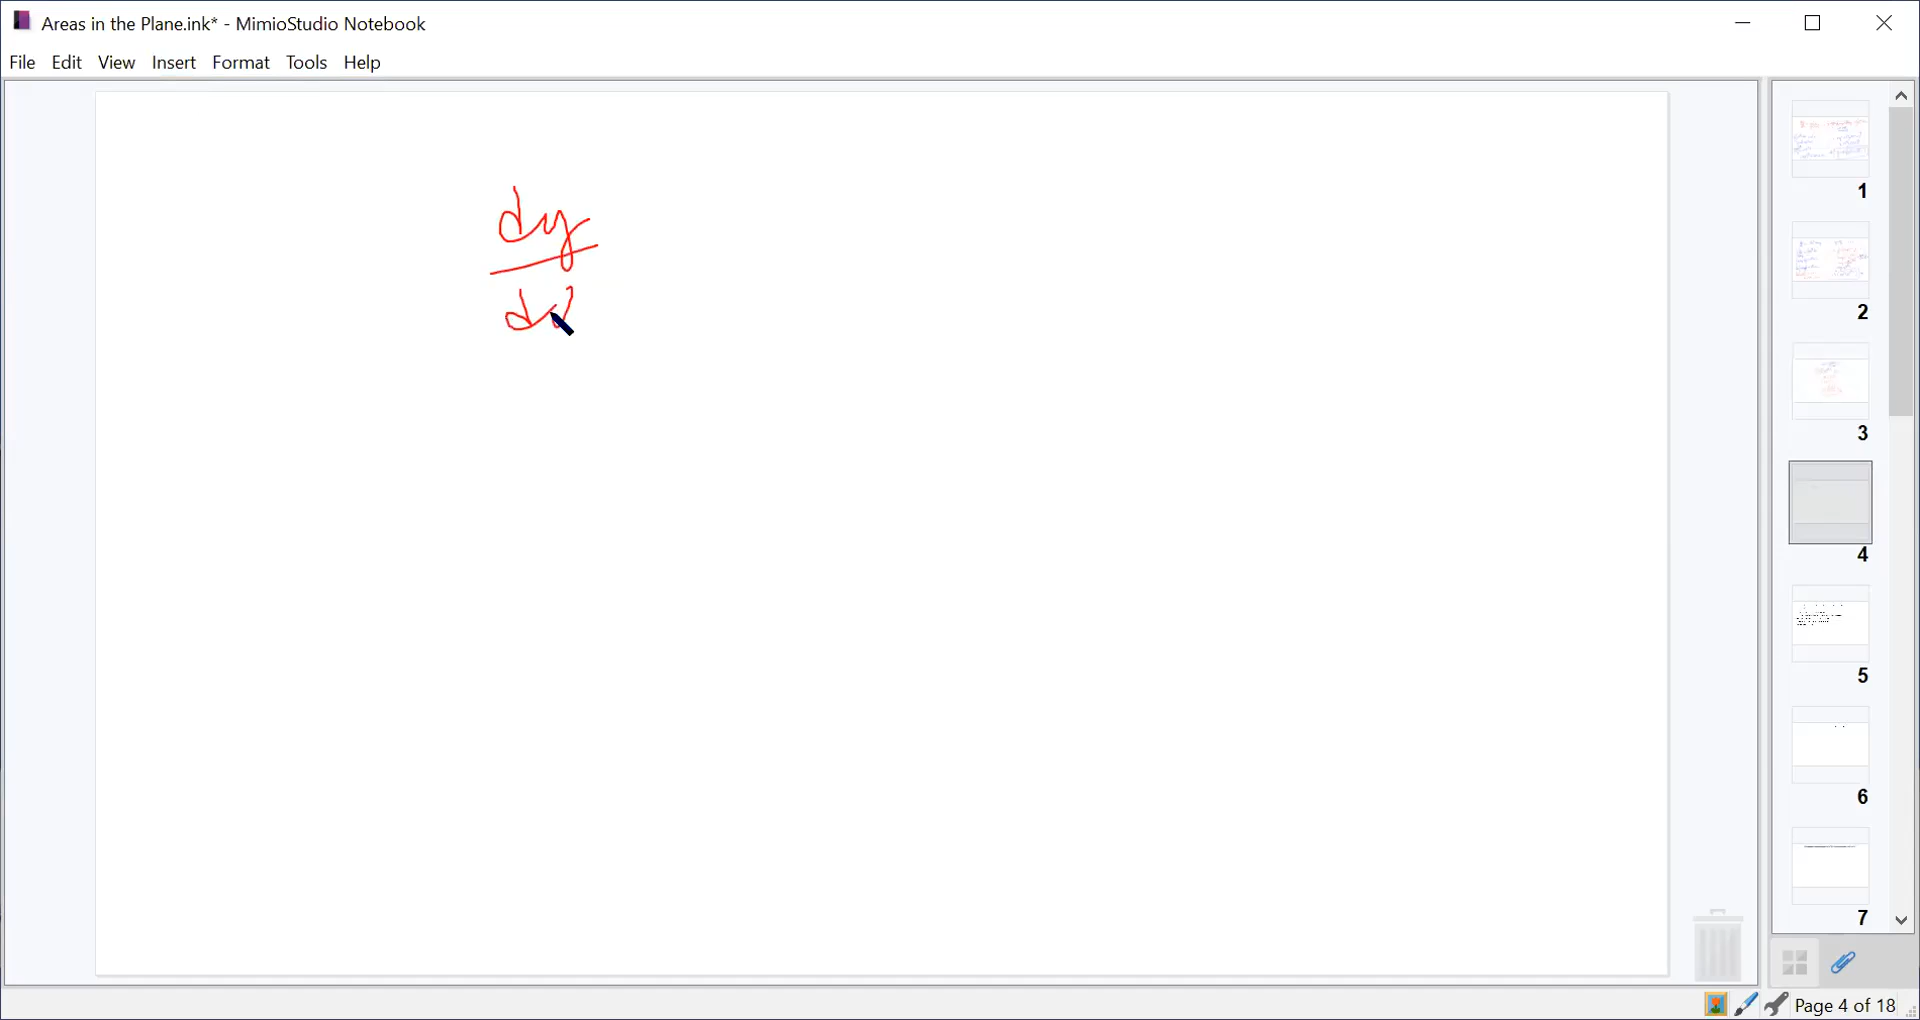 Areas in the Plane.ink* - MimioStudio Notebook
File Edit View Insert Format Tools Help
dy
1
2
3
4
5
6
7
Page 4 of 18